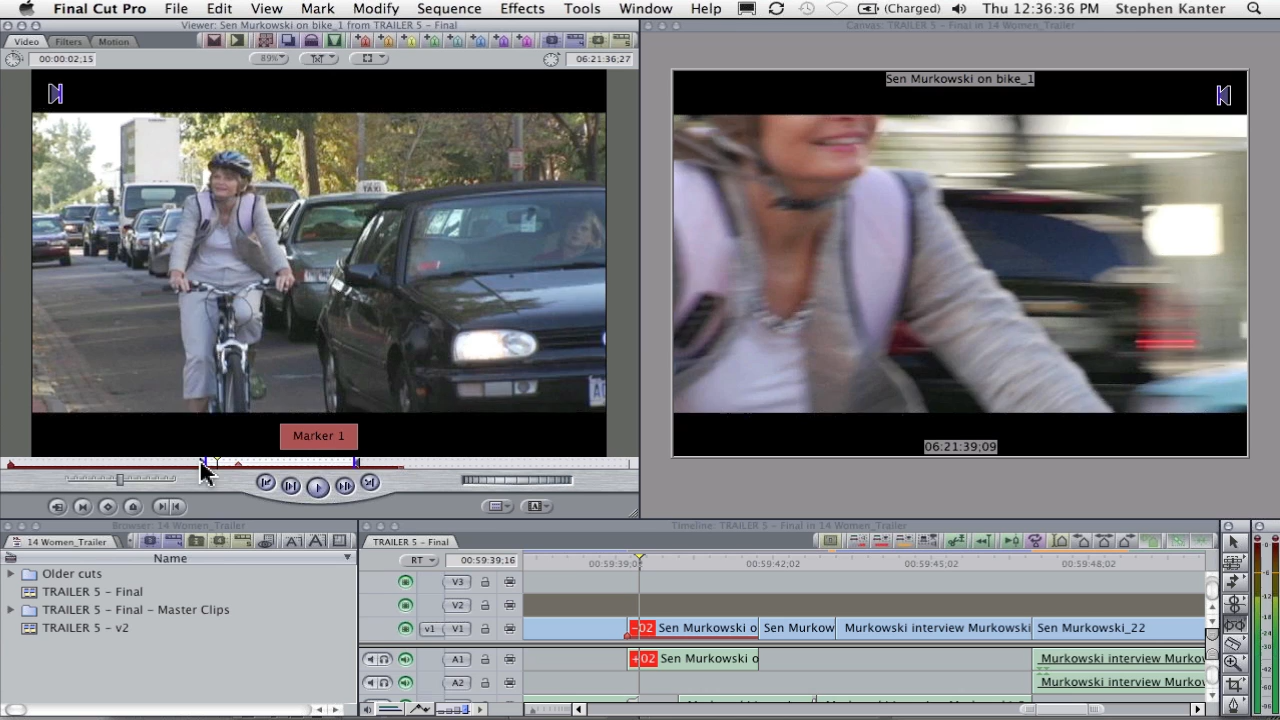 Final Cut Pro File Edit View Mark Modify Sequence Effects Tools Window Help (Charged) Thu 12:36:36 PM Stephen Kanter
Viewer: Sen Murkowski on bike_1 from TRAILER 5 - Final
Canvas: TRAILER 5 - Final in 14 Women_Trailer
Video Filters Motion
00:00:02;15 89% 06:21:36;27
Sen Murkowski on bike_1
TAXI
Marker 1
06:21:39;09
Browser: 14 Women_Trailer
Timeline: TRAILER 5 - Final in 14 Women_Trailer
14 Women_Trailer
TRAILER 5 - Final
Name
RT 00:59:39;16 00:59:42;02 00:59:45;02 00:59:48;02
Older cuts
TRAILER 5 - Final
TRAILER 5 - Final - Master Clips
TRAILER 5 - v2
V3
V2
v1 V1 -02 Sen Murkowski o Sen Murkow Murkowski interview Murkowski Sen Murkowski_22
A1 +02 Sen Murkowski o Murkowski interview Murko
A2 Murkowski interview Murko